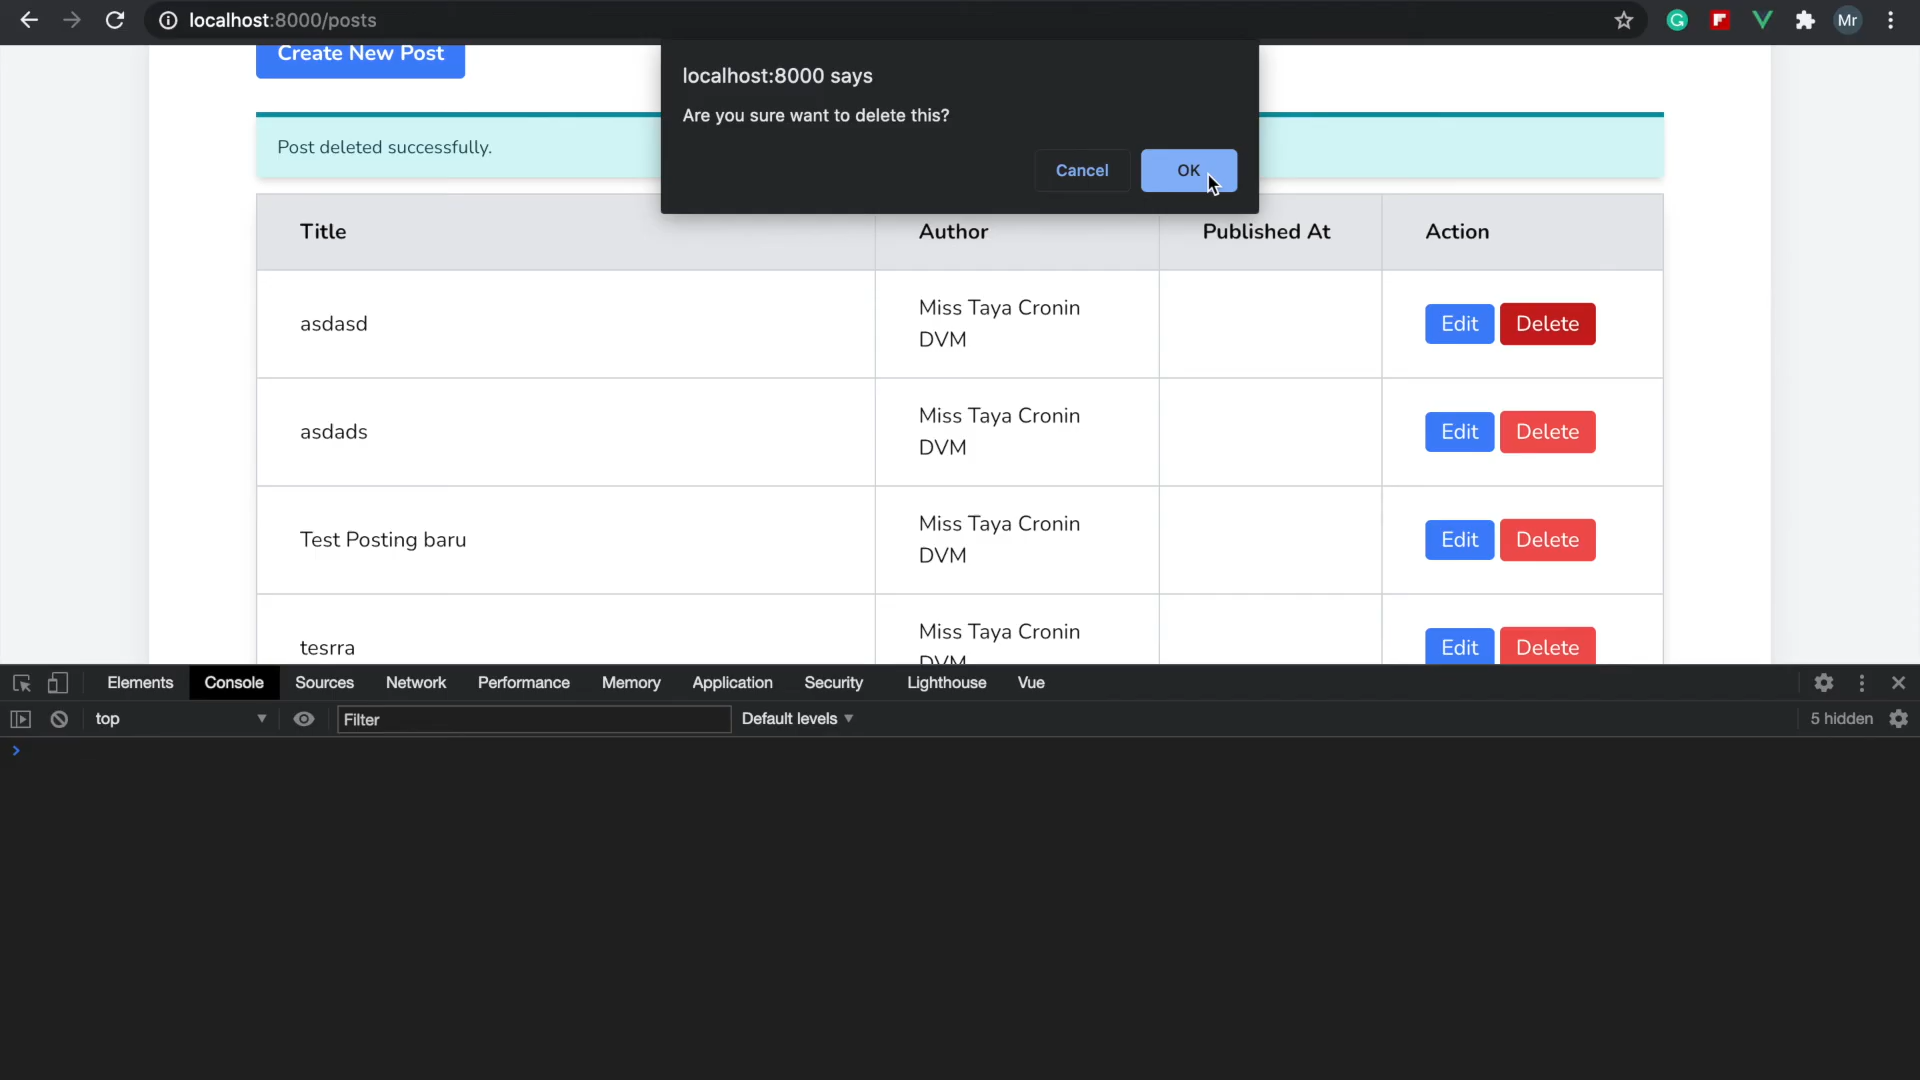 localhost:8000/posts
Mr
Create New Post
localhost:8000 says
Are you sure want to delete this?
Cancel OK
Post deleted successfully.
Title Author Published At Action
asdasd Miss Taya Cronin DVM Edit Delete
asdads Miss Taya Cronin DVM Edit Delete
Test Posting baru Miss Taya Cronin DVM Edit Delete
tesrra Miss Taya Cronin DVM Edit Delete
Elements Console Sources Network Performance Memory Application Security Lighthouse Vue
top Filter Default levels 5 hidden